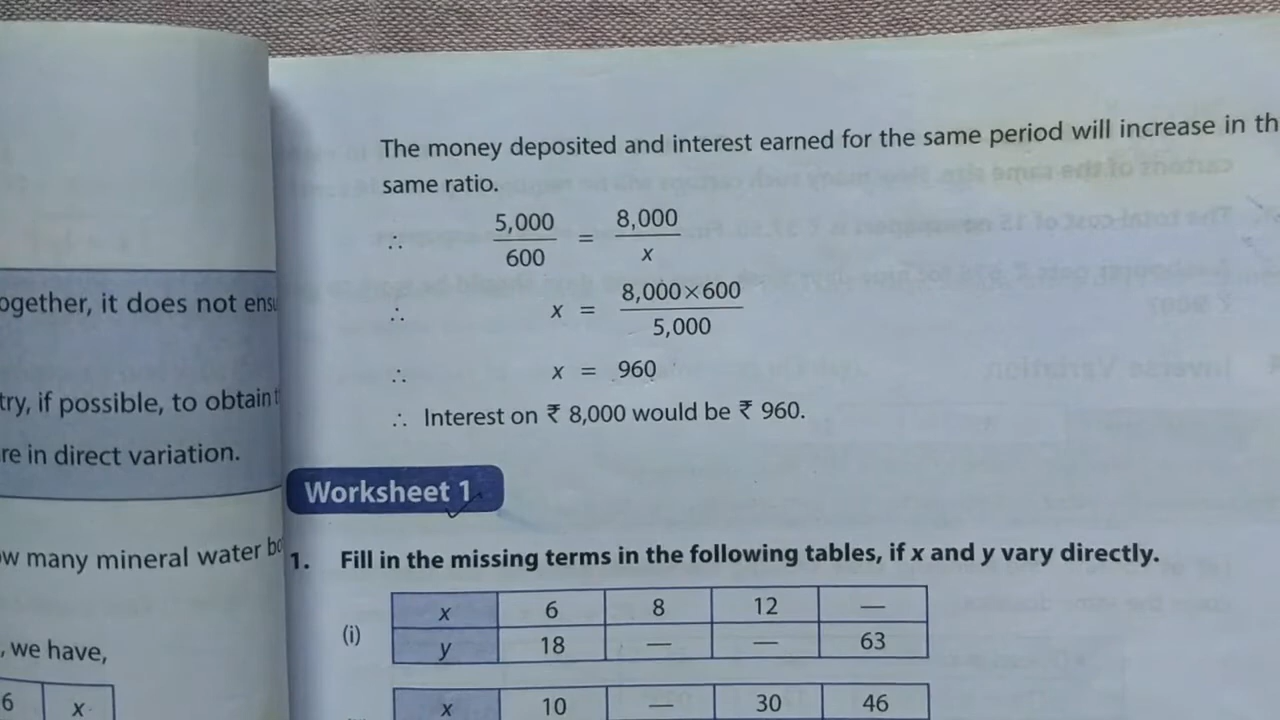 The money deposited and interest earned for the same period will increase in
same ratio.
∴ 5,000/600 = 8,000/x
∴ x = 8,000×600/5,000
∴ x = 960
∴ Interest on ₹ 8,000 would be ₹ 960.
Worksheet 1
1. Fill in the missing terms in the following tables, if x and y vary directly.
(i) x 6 8 12 —
y 18 — — 63
x 10 — 30 46
ogether, it does not
try, if possible, to obtain
re in direct variation.
w many mineral water
, we have,
6 x